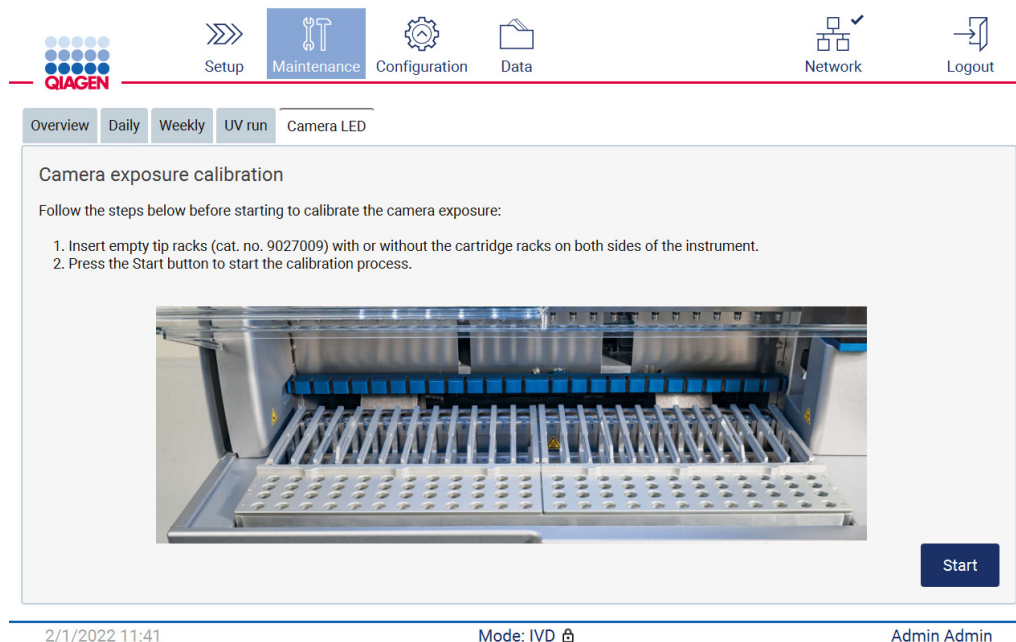 QIAGEN
Setup
Maintenance
Configuration
Data
Network
Logout
Overview
Daily
Weekly
UV run
Camera LED
Camera exposure calibration
Follow the steps below before starting to calibrate the camera exposure:
1. Insert empty tip racks (cat. no. 9027009) with or without the cartridge racks on both sides of the instrument.
2. Press the Start button to start the calibration process.
Start
2/1/2022 11:41
Mode: IVD
Admin Admin